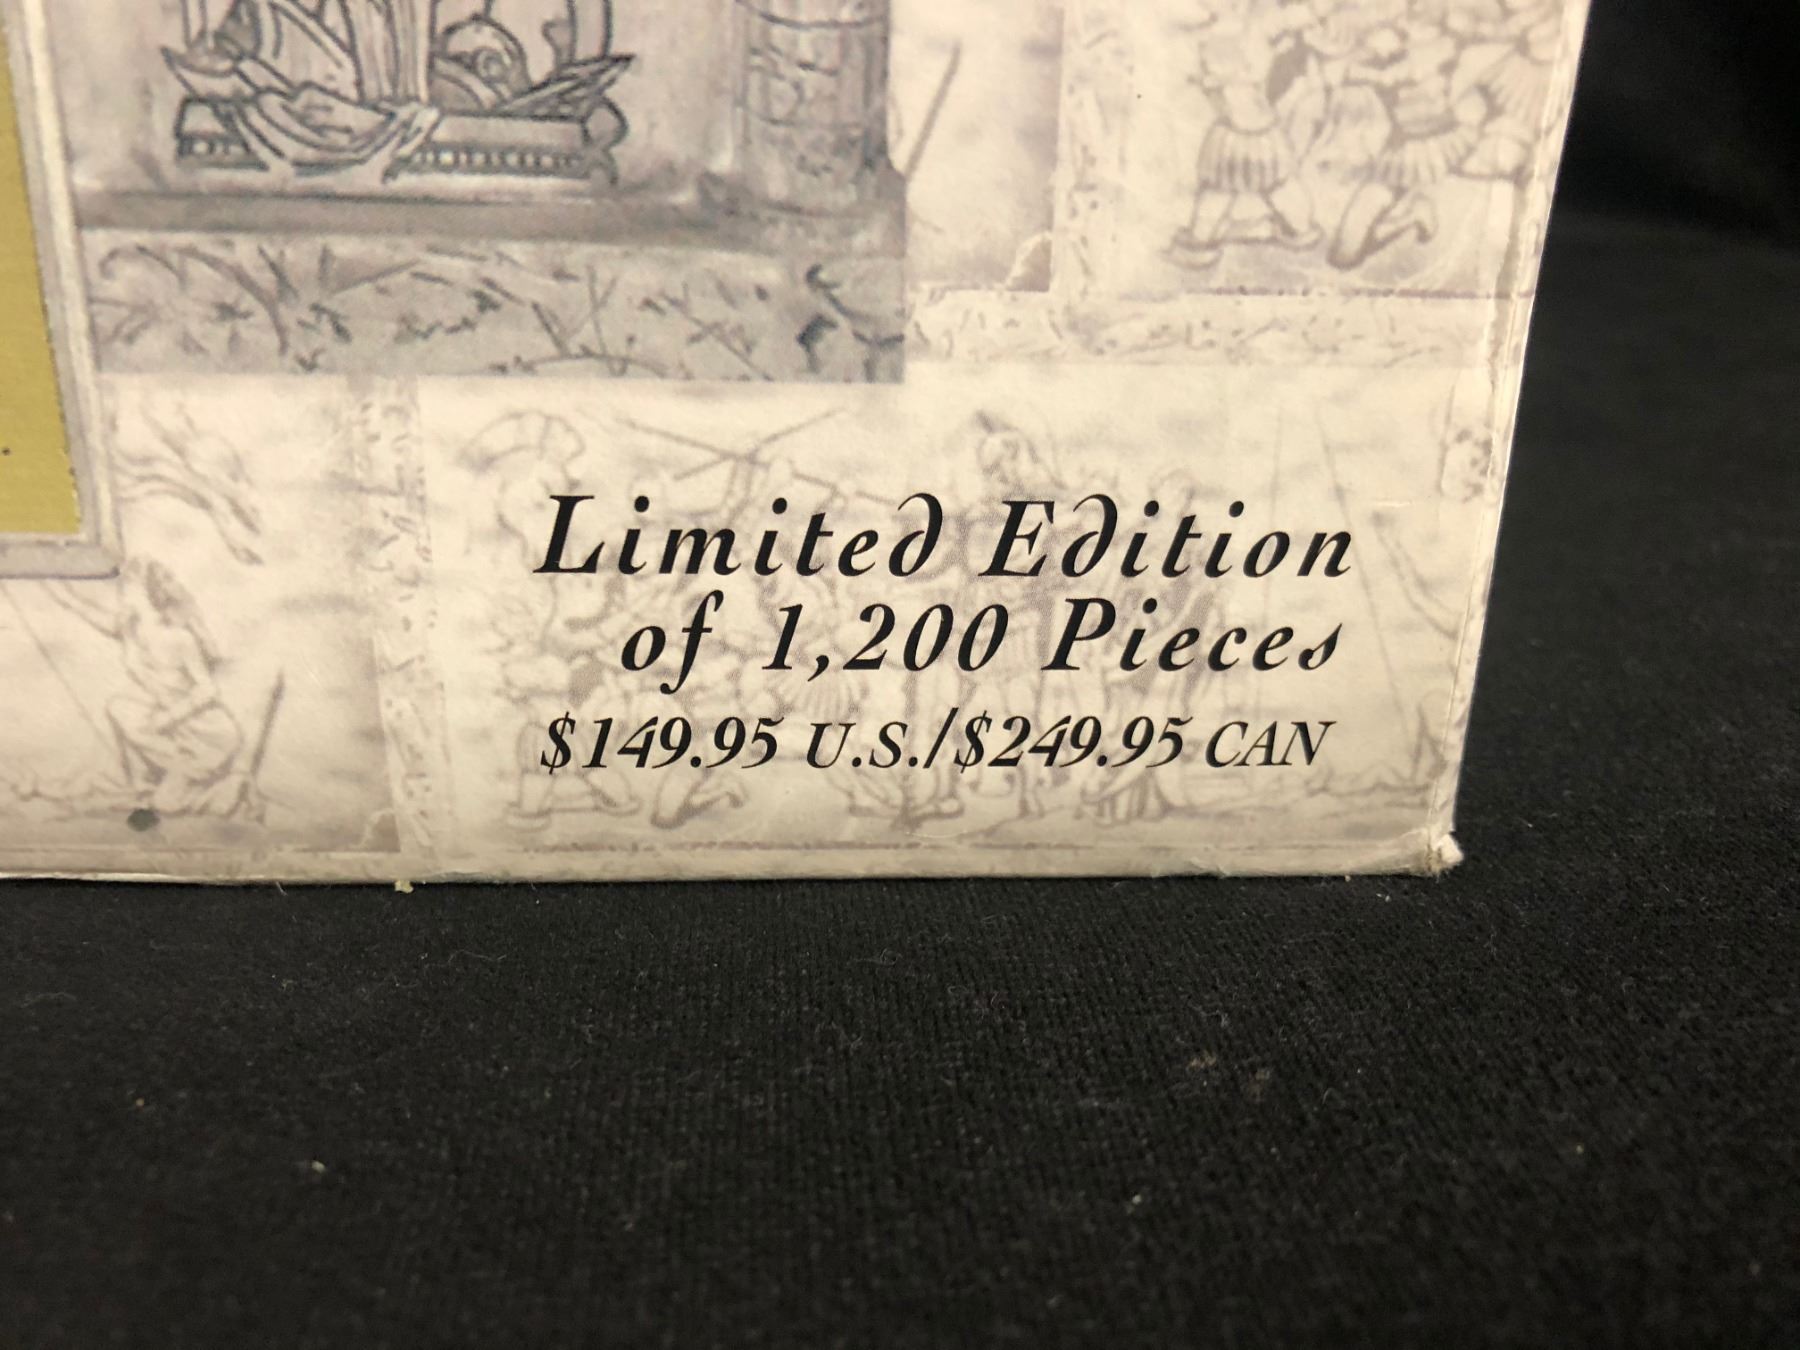 Limited Edition
of 1,200 Pieces
$149.95 U.S./$249.95 CAN